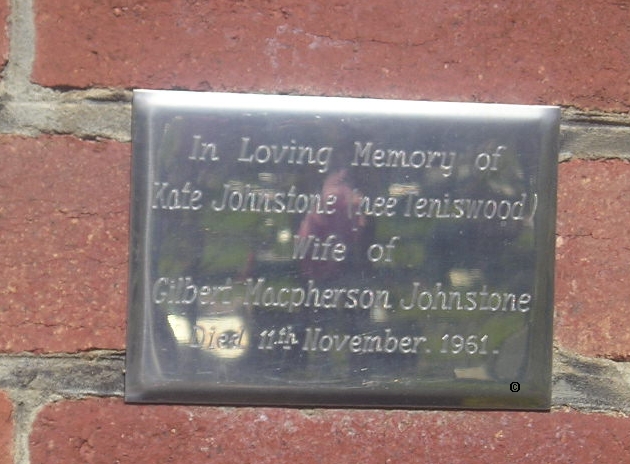 In Loving Memory of
Kate Johnstone (nee Teniswood)
Wife of
Gilbert Macpherson Johnstone
Died 11th November. 1961.
©